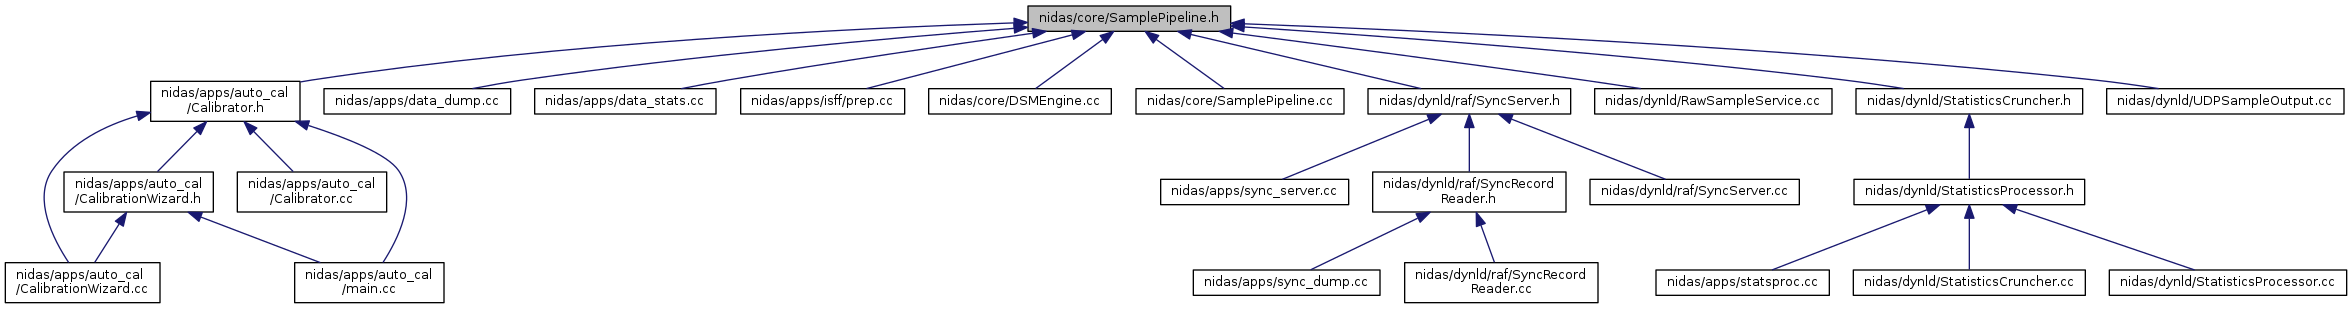 nidas/core/SamplePipeline.h
nidas/apps/auto_cal
/Calibrator.h
nidas/apps/data_dump.cc
nidas/apps/data_stats.cc
nidas/apps/isff/prep.cc
nidas/core/DSMEngine.cc
nidas/core/SamplePipeline.cc
nidas/dynld/raf/SyncServer.h
nidas/dynld/RawSampleService.cc
nidas/dynld/StatisticsCruncher.h
nidas/dynld/UDPSampleOutput.cc
nidas/apps/auto_cal
/CalibrationWizard.h
nidas/apps/auto_cal
/Calibrator.cc
nidas/apps/sync_server.cc
nidas/dynld/raf/SyncRecord
Reader.h
nidas/dynld/raf/SyncServer.cc
nidas/dynld/StatisticsProcessor.h
nidas/apps/auto_cal
/CalibrationWizard.cc
nidas/apps/auto_cal
/main.cc
nidas/apps/sync_dump.cc
nidas/dynld/raf/SyncRecord
Reader.cc
nidas/apps/statsproc.cc
nidas/dynld/StatisticsCruncher.cc
nidas/dynld/StatisticsProcessor.cc